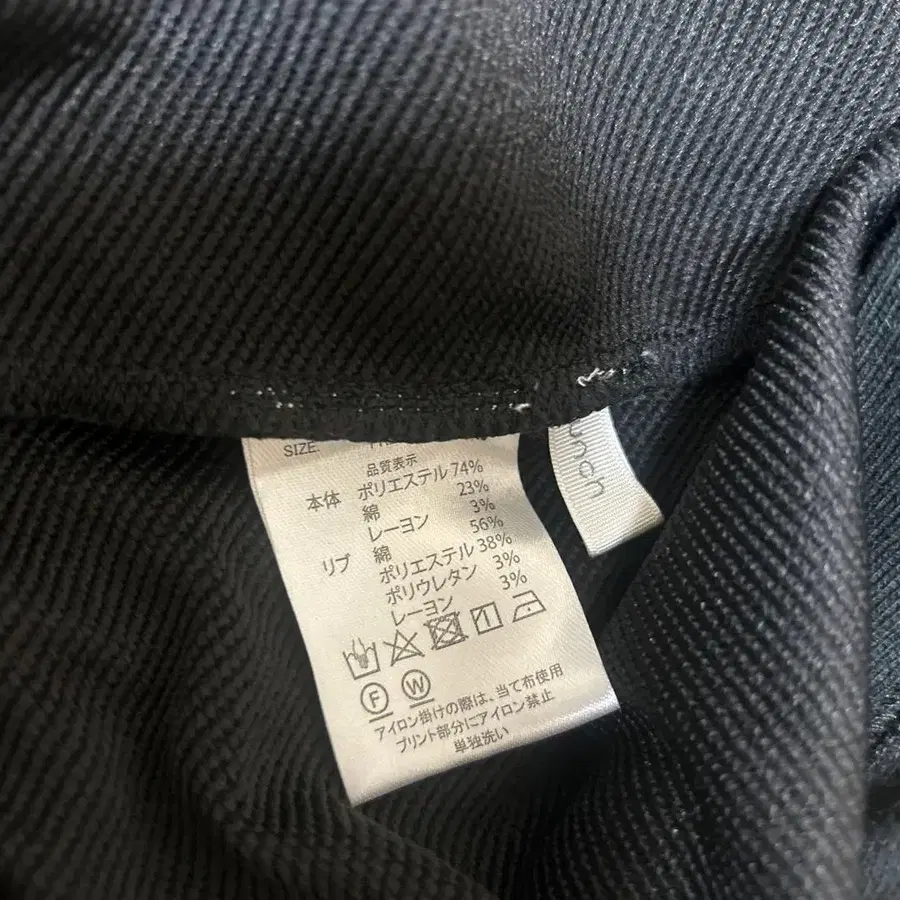 SIZE:
品質表示
本体 ポリエステル 74%
綿 23%
レーヨン 3%
リブ 綿 56%
ポリエステル 38%
ポリウレタン 3%
レーヨン 3%
F W
アイロン掛けの際は、当て布使用
プリント部分にアイロン禁止
単独洗い